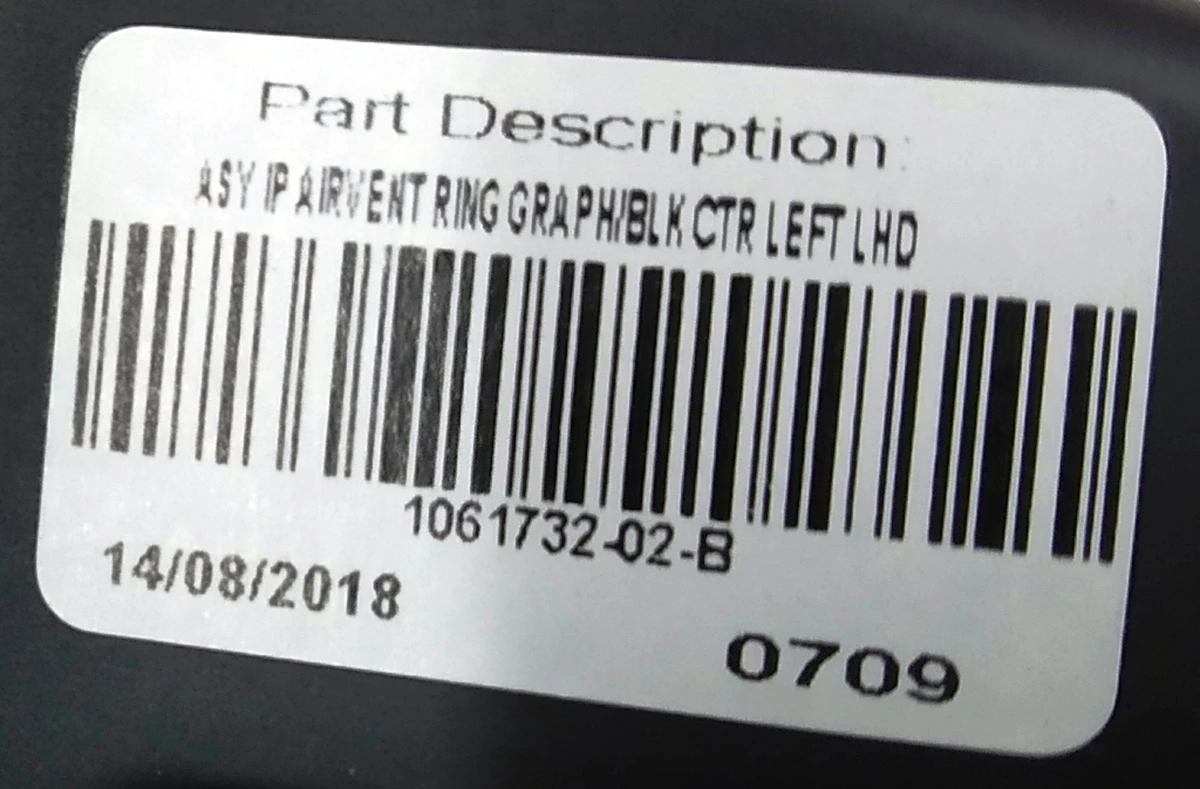 Part Description:
ASY IP AIRVENT RING GRAPH/BLK CTR LEFT LHD
1061732-02-B
14/08/2018
0709